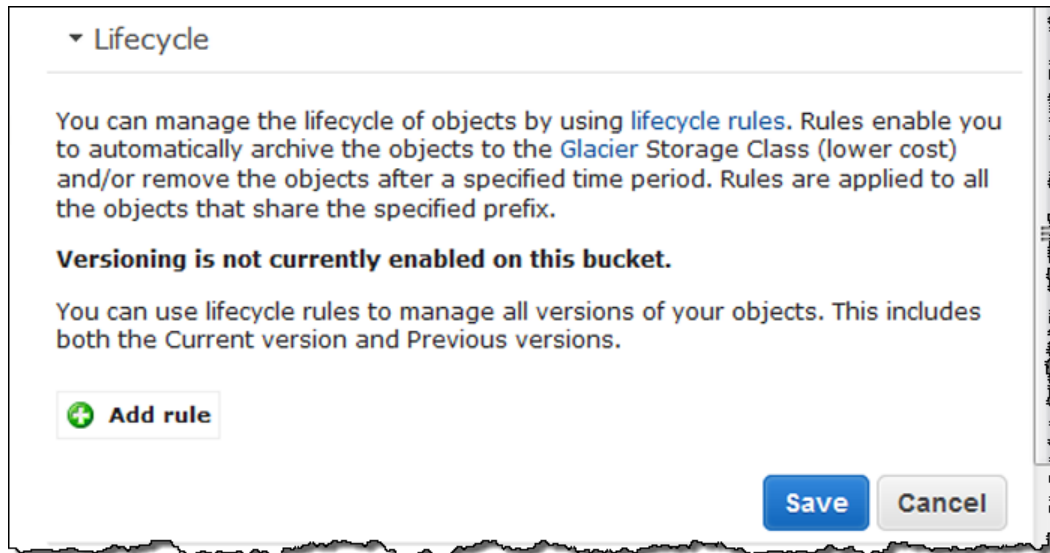 Lifecycle
You can manage the lifecycle of objects by using lifecycle rules. Rules enable you
to automatically archive the objects to the Glacier Storage Class (lower cost)
and/or remove the objects after a specified time period. Rules are applied to all
the objects that share the specified prefix.
Versioning is not currently enabled on this bucket.
You can use lifecycle rules to manage all versions of your objects. This includes
both the Current version and Previous versions.
Add rule
Save Cancel